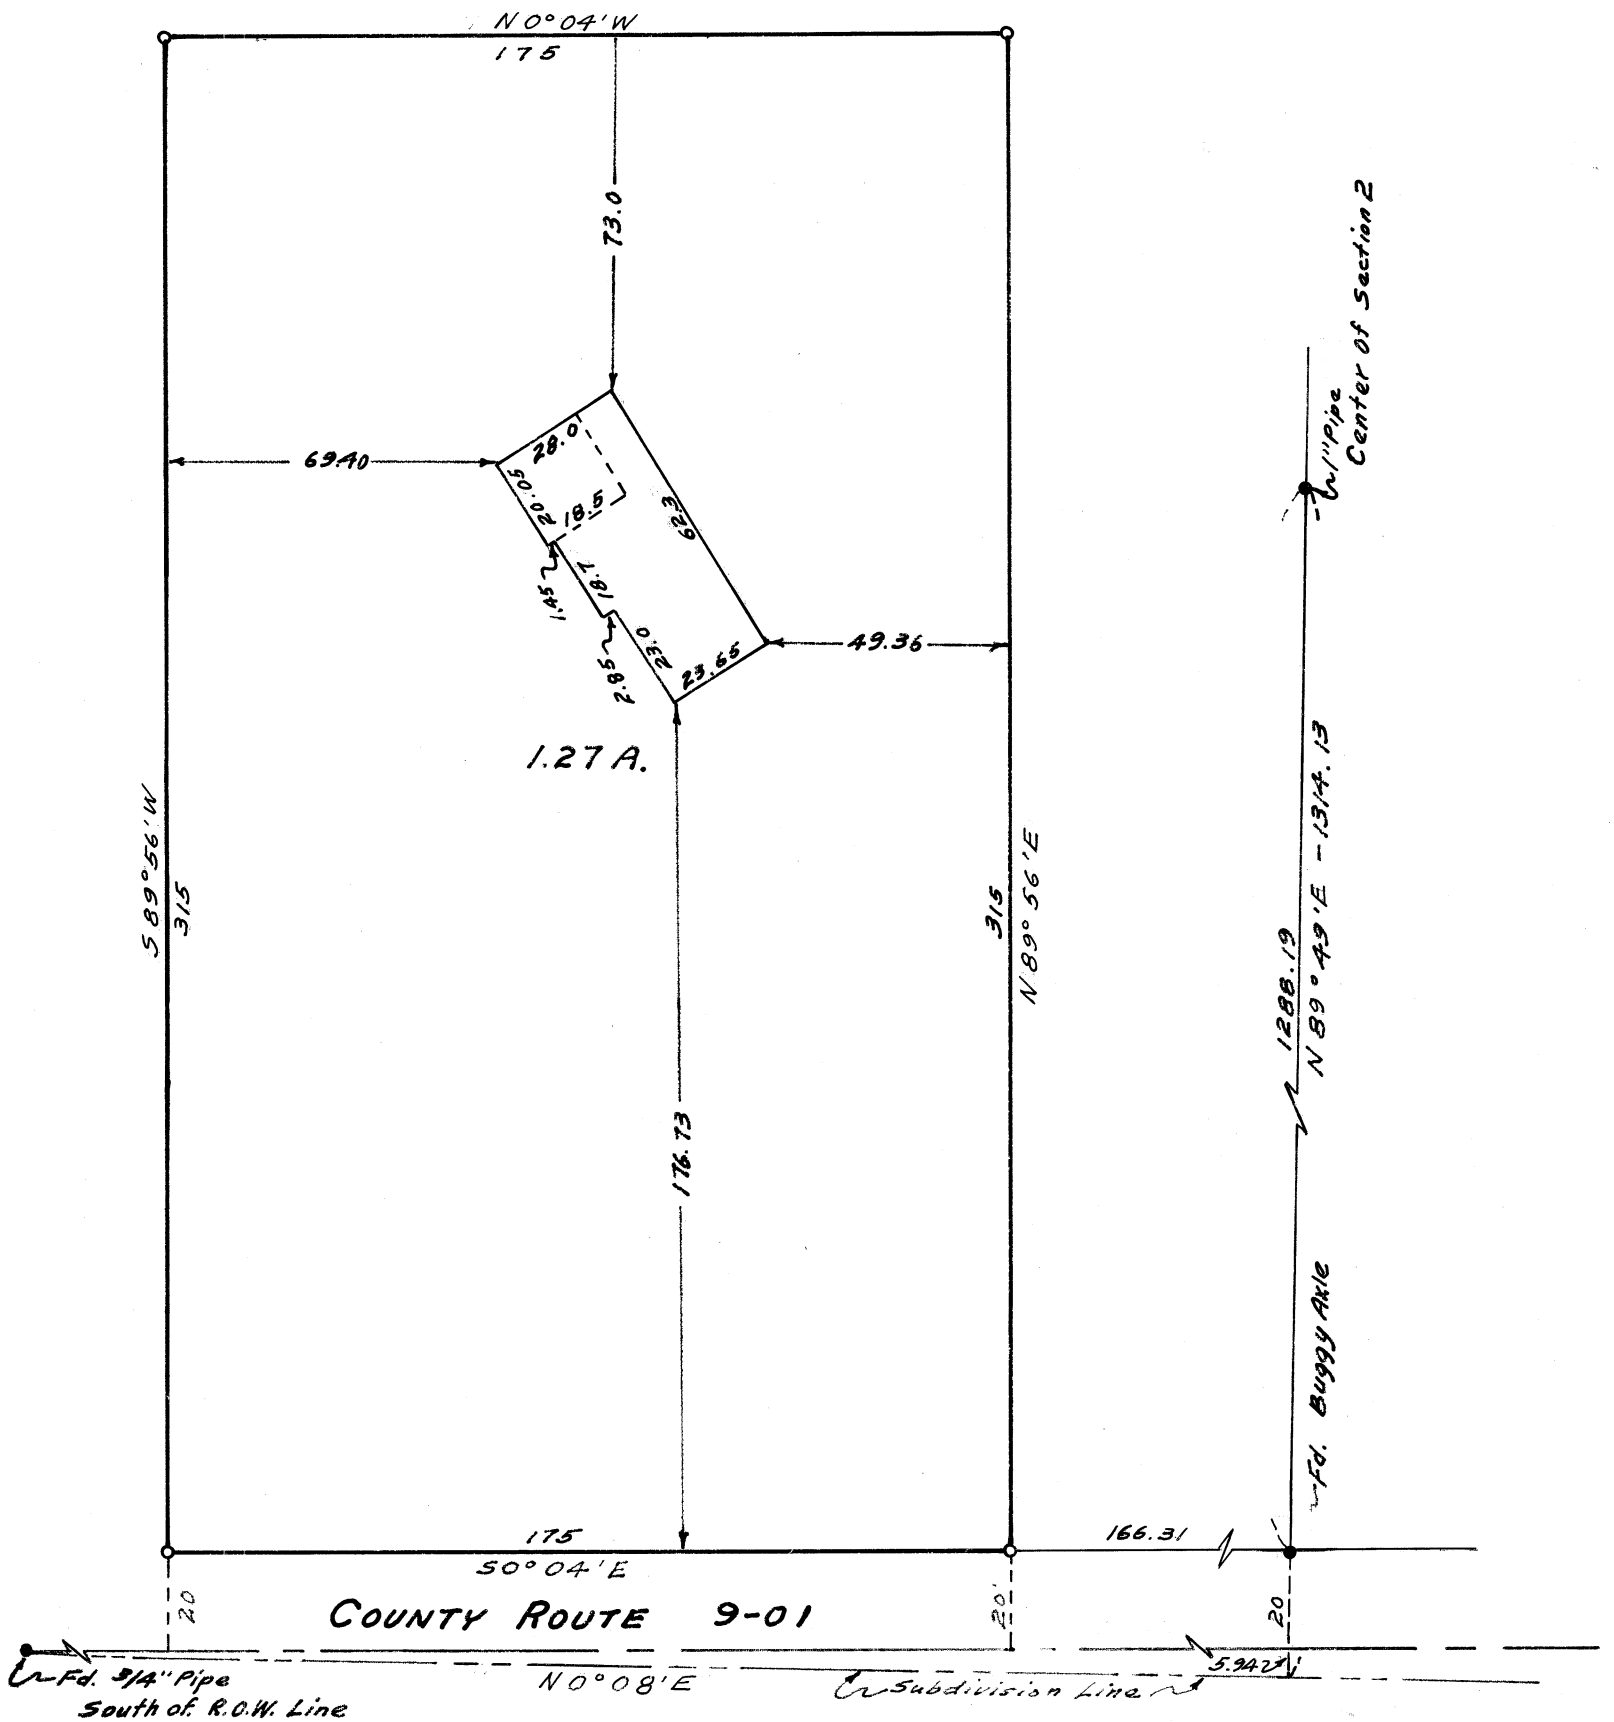 N 0° 04' W
175
73.0
69.40
28.0
20.05
18.5
62.3
1.45
18.7
2.85
23.0
23.65
49.36
1.27 A.
S 89° 56' W
315
315
N 89° 56' E
176.73
1" Pipe
Center of Section 2
1288.19
N 89° 49' E - 1314.13
Fd. Buggy Axle
175
S 0° 04' E
166.31
20
20'
20
COUNTY ROUTE 9-01
5.942
Fd. 3/4" Pipe
South of R.O.W. Line
N 0° 08' E
Subdivision Line